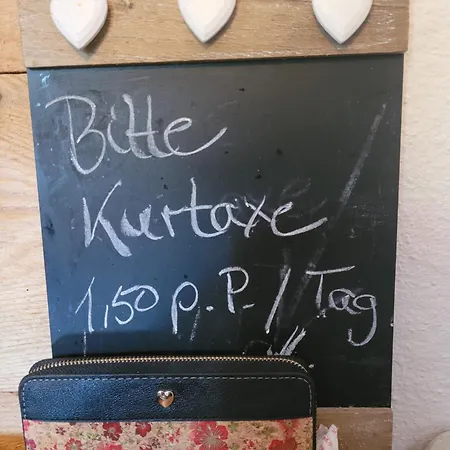 Bitte
Kurtaxe
1,50 p. P. / Tag